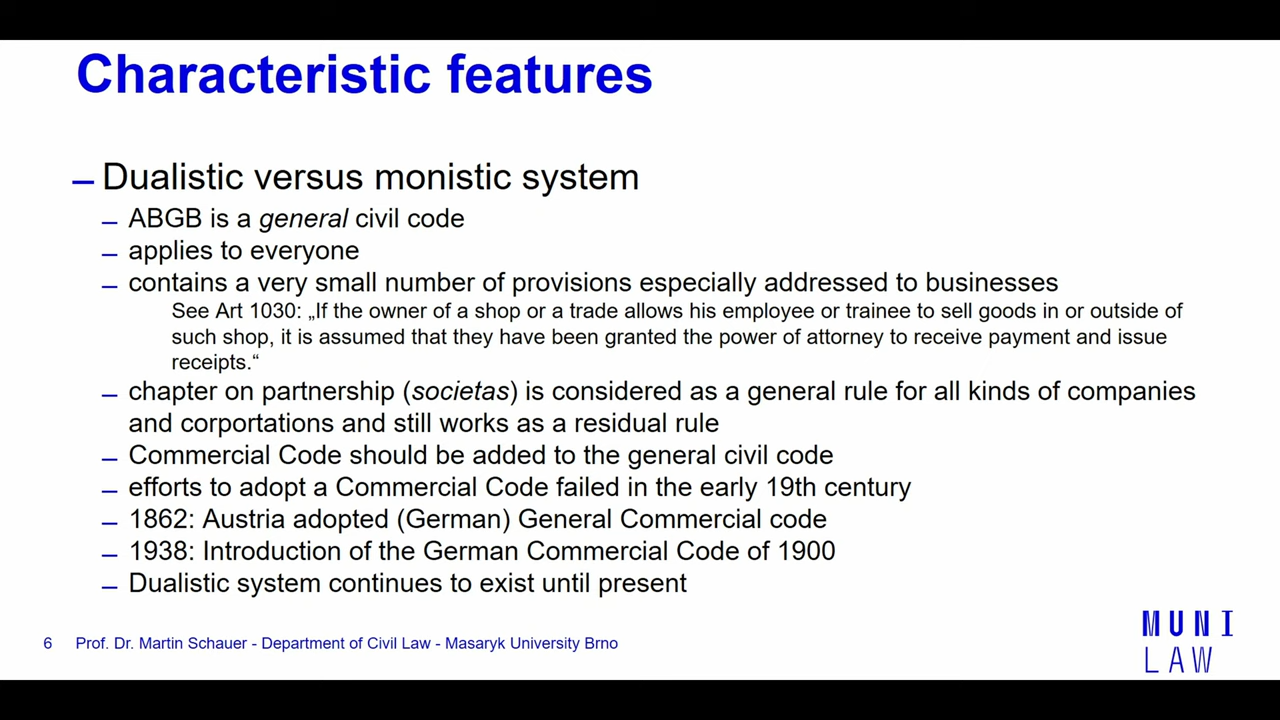 Characteristic features
– Dualistic versus monistic system
– ABGB is a general civil code
– applies to everyone
– contains a very small number of provisions especially addressed to businesses
See Art 1030: „If the owner of a shop or a trade allows his employee or trainee to sell goods in or outside of
such shop, it is assumed that they have been granted the power of attorney to receive payment and issue
receipts.“
– chapter on partnership (societas) is considered as a general rule for all kinds of companies
and corportations and still works as a residual rule
– Commercial Code should be added to the general civil code
– efforts to adopt a Commercial Code failed in the early 19th century
– 1862: Austria adopted (German) General Commercial code
– 1938: Introduction of the German Commercial Code of 1900
– Dualistic system continues to exist until present
6 Prof. Dr. Martin Schauer - Department of Civil Law - Masaryk University Brno
MUNI
LAW